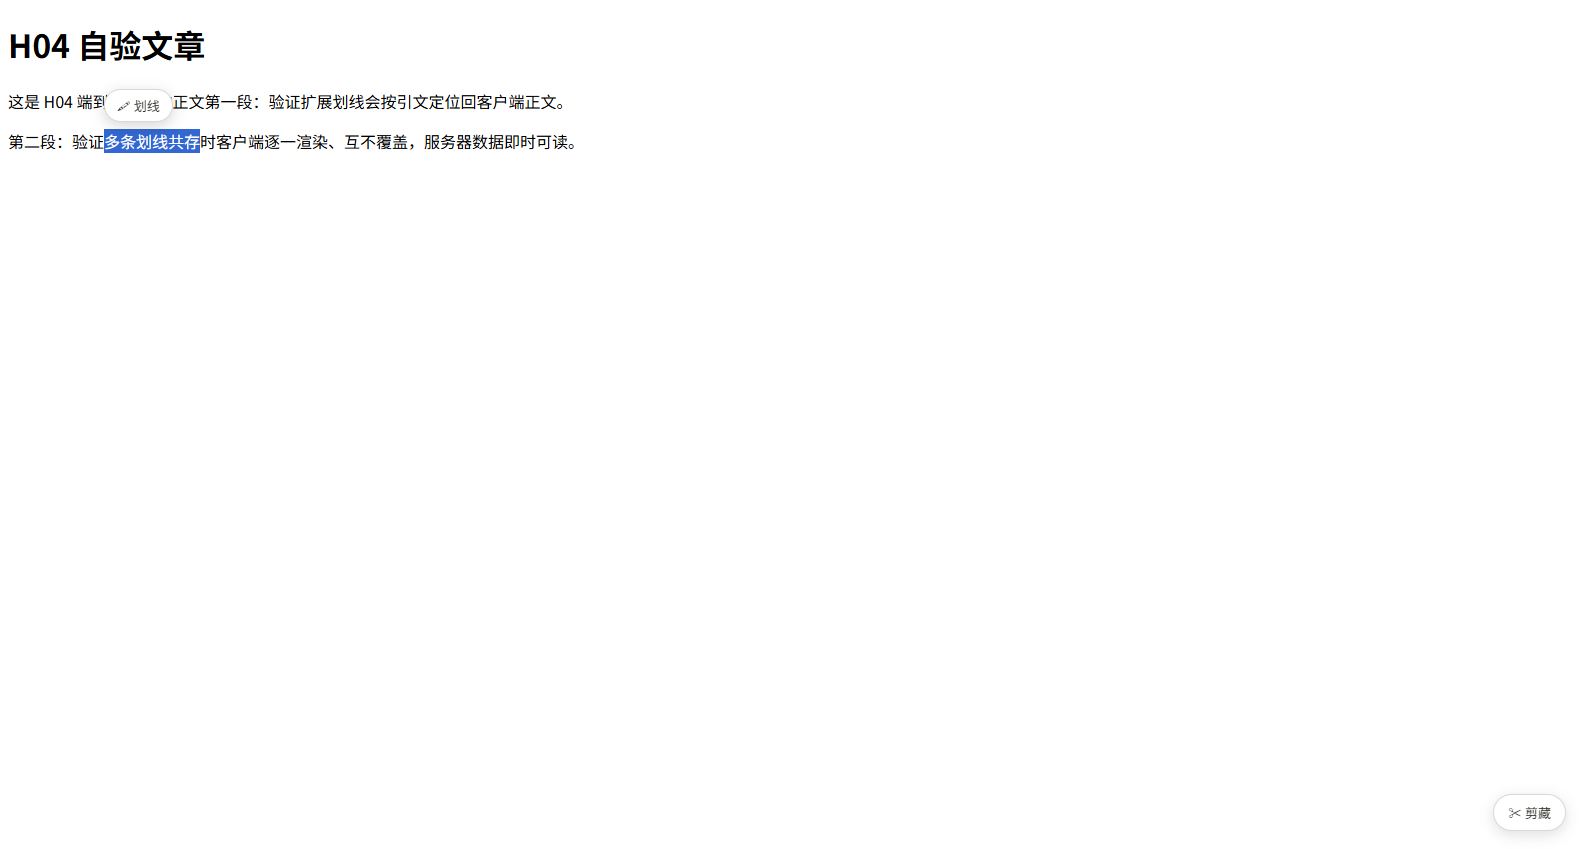 H04 自验文章
这是 H04 端到
划线
正文第一段：验证扩展划线会按引文定位回客户端正文。
第二段：验证多条划线共存时客户端逐一渲染、互不覆盖，服务器数据即时可读。
剪藏